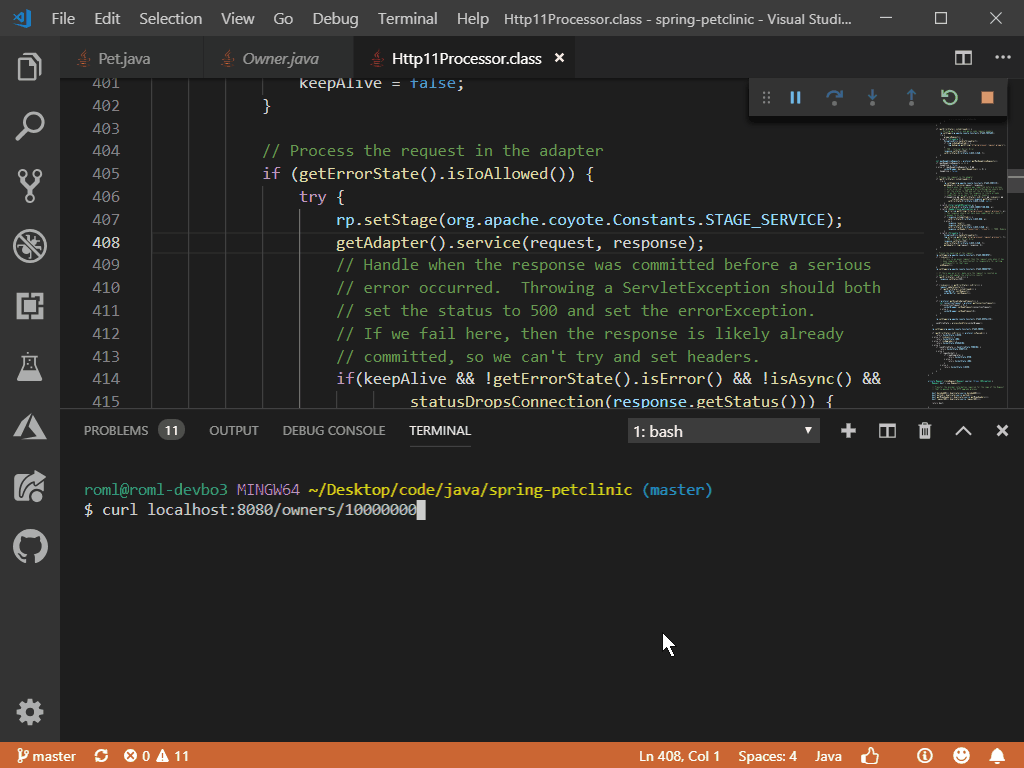 File Edit Selection View Go Debug Terminal Help Http11Processor.class - spring-petclinic - Visual Studi...
Pet.java Owner.java Http11Processor.class
401 keepAlive = false;
402 }
403
404 // Process the request in the adapter
405 if (getErrorState().isIoAllowed()) {
406 try {
407 rp.setStage(org.apache.coyote.Constants.STAGE_SERVICE);
408 getAdapter().service(request, response);
409 // Handle when the response was committed before a serious
410 // error occurred.  Throwing a ServletException should both
411 // set the status to 500 and set the errorException.
412 // If we fail here, then the response is likely already
413 // committed, so we can't try and set headers.
414 if(keepAlive && !getErrorState().isError() && !isAsync() &&
415 statusDropsConnection(response.getStatus())) {
PROBLEMS 11 OUTPUT DEBUG CONSOLE TERMINAL 1: bash
roml@roml-devbo3 MINGW64 ~/Desktop/code/java/spring-petclinic (master)
$ curl localhost:8080/owners/10000000
master 0 11 Ln 408, Col 1 Spaces: 4 Java